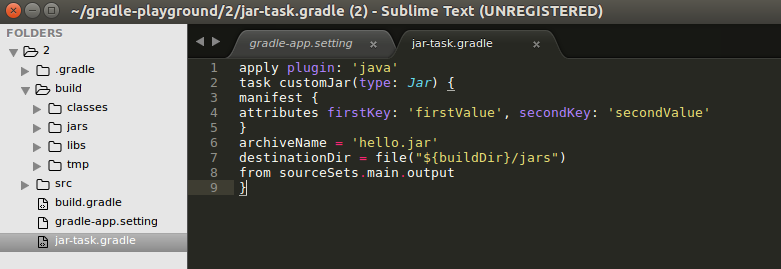 ~/gradle-playground/2/jar-task.gradle (2) - Sublime Text (UNREGISTERED)
FOLDERS
2
.gradle
build
classes
jars
libs
tmp
src
build.gradle
gradle-app.setting
jar-task.gradle
gradle-app.setting ×
jar-task.gradle ×
1 apply plugin: 'java'
2 task customJar(type: Jar) {
3 manifest {
4 attributes firstKey: 'firstValue', secondKey: 'secondValue'
5 }
6 archiveName = 'hello.jar'
7 destinationDir = file("${buildDir}/jars")
8 from sourceSets.main.output
9 }